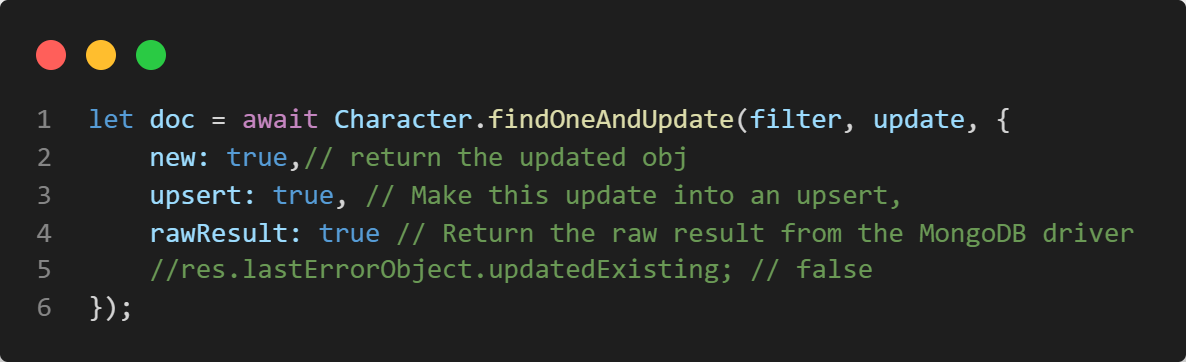 1 let doc = await Character.findOneAndUpdate(filter, update, {
2 new: true,// return the updated obj
3 upsert: true, // Make this update into an upsert,
4 rawResult: true // Return the raw result from the MongoDB driver
5 //res.lastErrorObject.updatedExisting; // false
6 });